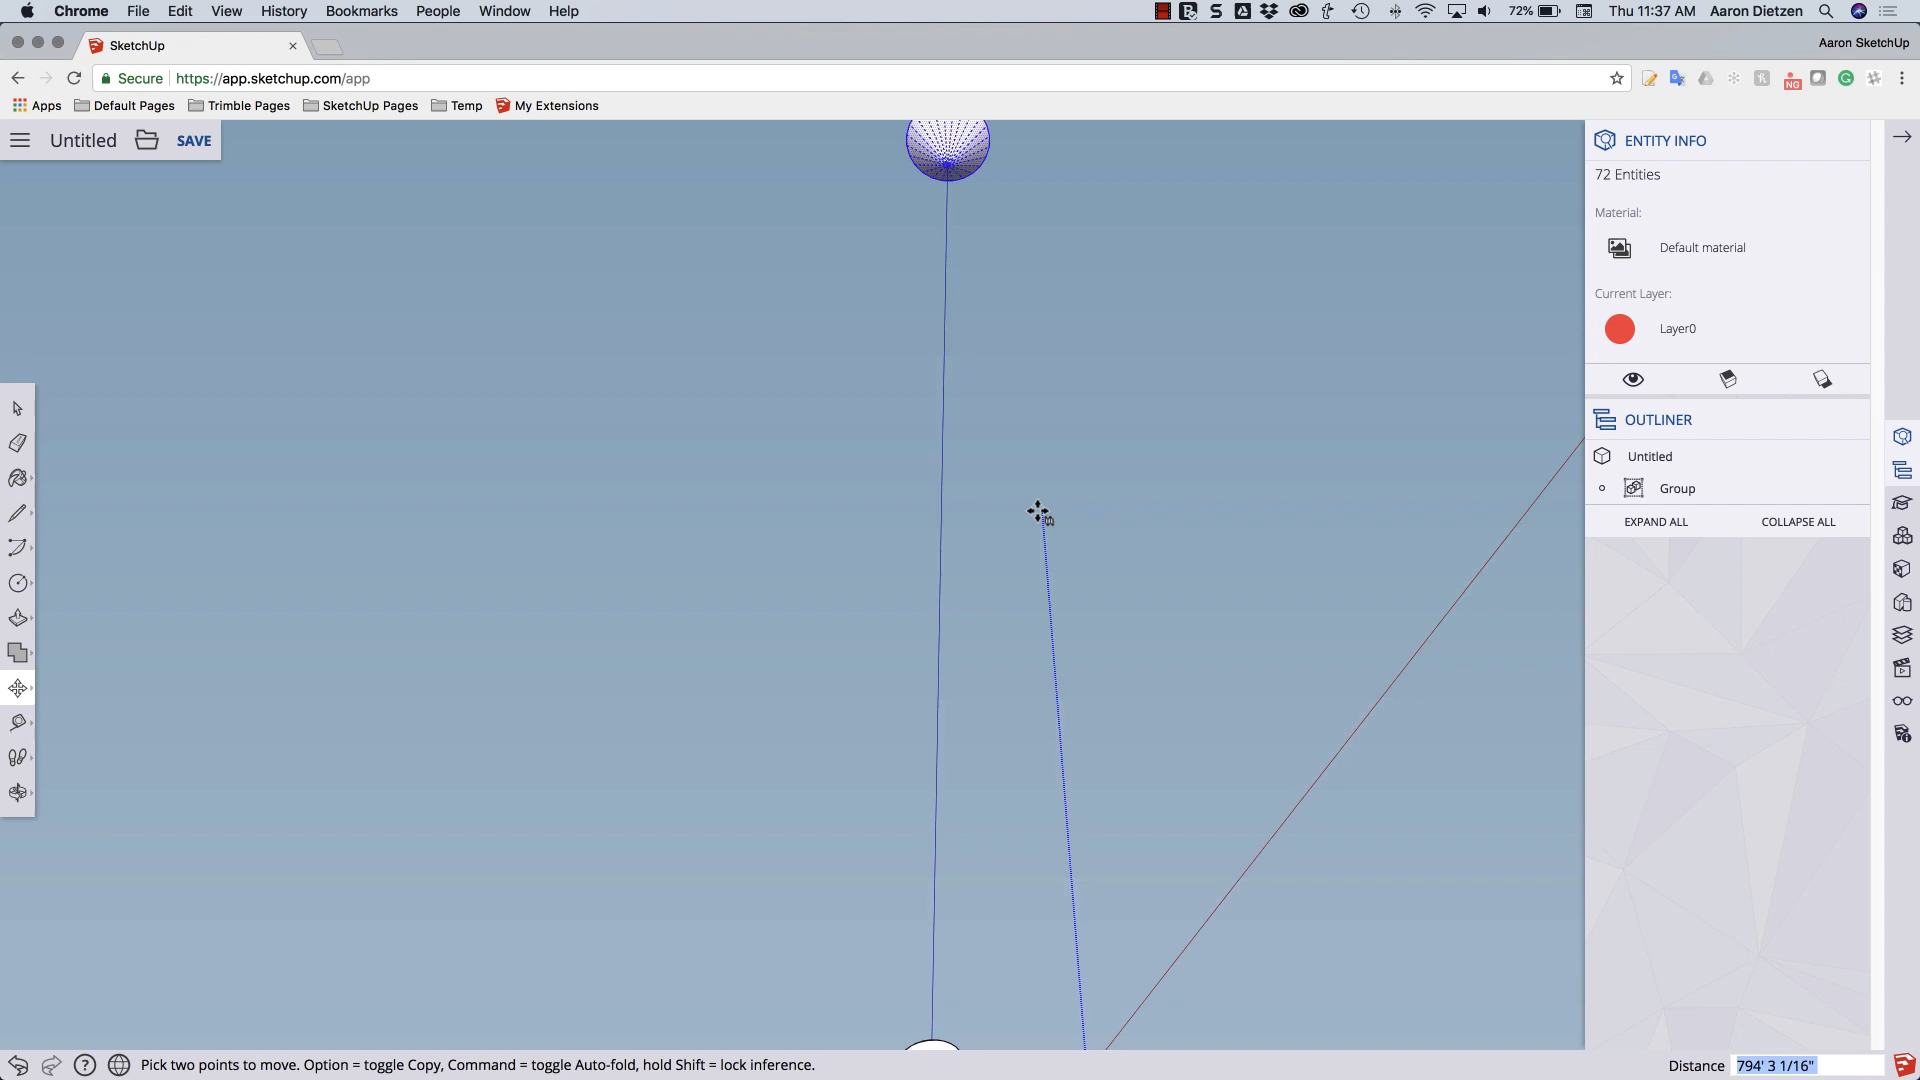 Chrome File Edit View History Bookmarks People Window Help 72% Thu 11:37 AM Aaron Dietzen
SketchUp Aaron SketchUp
Secure https://app.sketchup.com/app NG
Apps Default Pages Trimble Pages SketchUp Pages Temp My Extensions
Untitled SAVE
ENTITY INFO
72 Entities
Material:
Default material
Current Layer:
Layer0
OUTLINER
Untitled
Group
EXPAND ALL COLLAPSE ALL
Pick two points to move. Option = toggle Copy, Command = toggle Auto-fold, hold Shift = lock inference. Distance 794' 3 1/16"